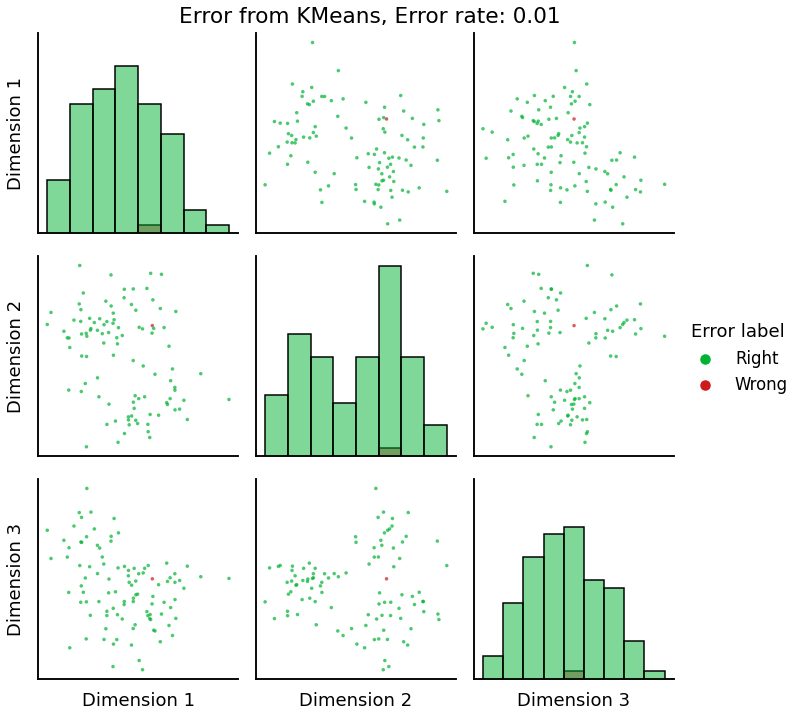 Error from KMeans, Error rate: 0.01
Dimension 1
Dimension 2
Error label
Right
Wrong
Dimension 3
Dimension 1
Dimension 2
Dimension 3